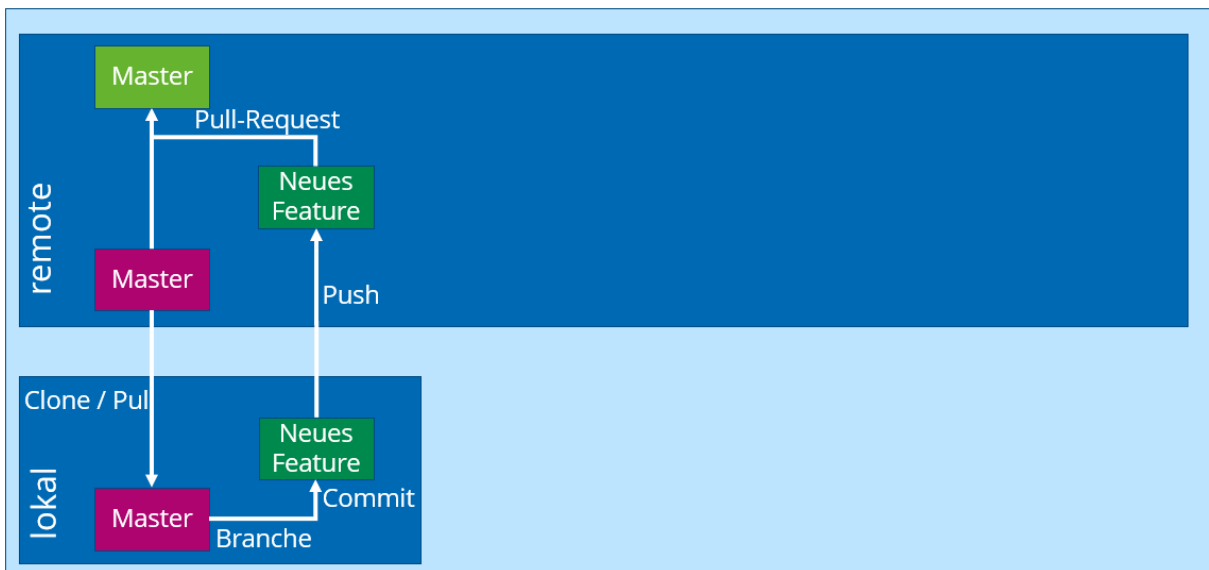 Master
Pull-Request
Neues
Feature
remote
Master
Push
Clone / Pul
Neues
Feature
lokal
Commit
Master
Branche